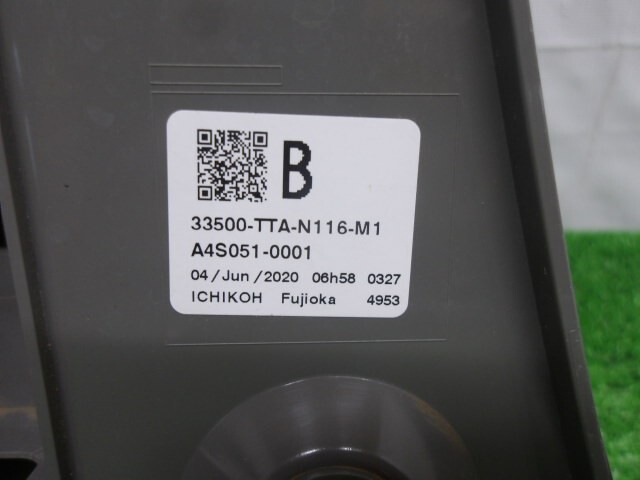 B
33500-TTA-N116-M1
A4S051-0001
04/Jun/2020 06h58 0327
ICHIKOH Fujioka 4953